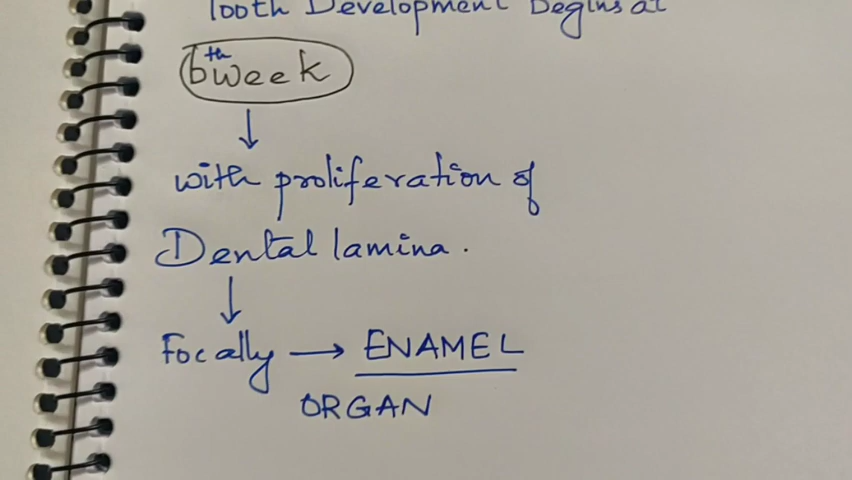 Tooth Development Begins at
6th week
↓
with proliferation of
Dental lamina.
↓
Focally → ENAMEL
ORGAN